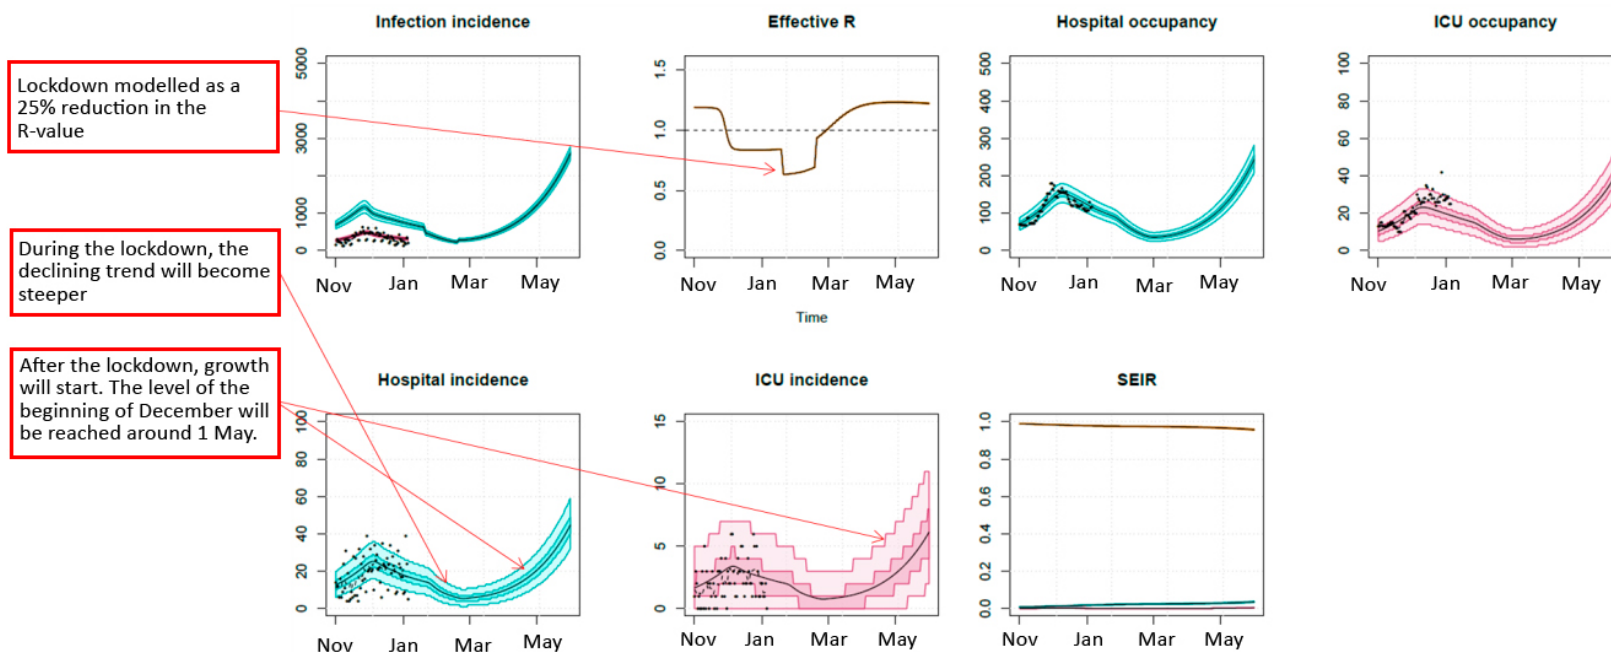 Infection incidence
Effective R
Hospital occupancy
ICU occupancy
Lockdown modelled as a
25% reduction in the
R-value
During the lockdown, the
declining trend will become
steeper
After the lockdown, growth
will start. The level of the
beginning of December will
be reached around 1 May.
5000
3000
1000
0
Nov Jan Mar May
1.5
1.0
0.5
0.0
Nov Jan Mar May
Time
500
400
300
200
100
0
Nov Jan Mar May
100
80
60
40
20
0
Nov Jan Mar May
Hospital incidence
ICU incidence
SEIR
100
80
60
40
20
0
Nov Jan Mar May
15
10
5
0
Nov Jan Mar May
1.0
0.8
0.6
0.4
0.2
0.0
Nov Jan Mar May